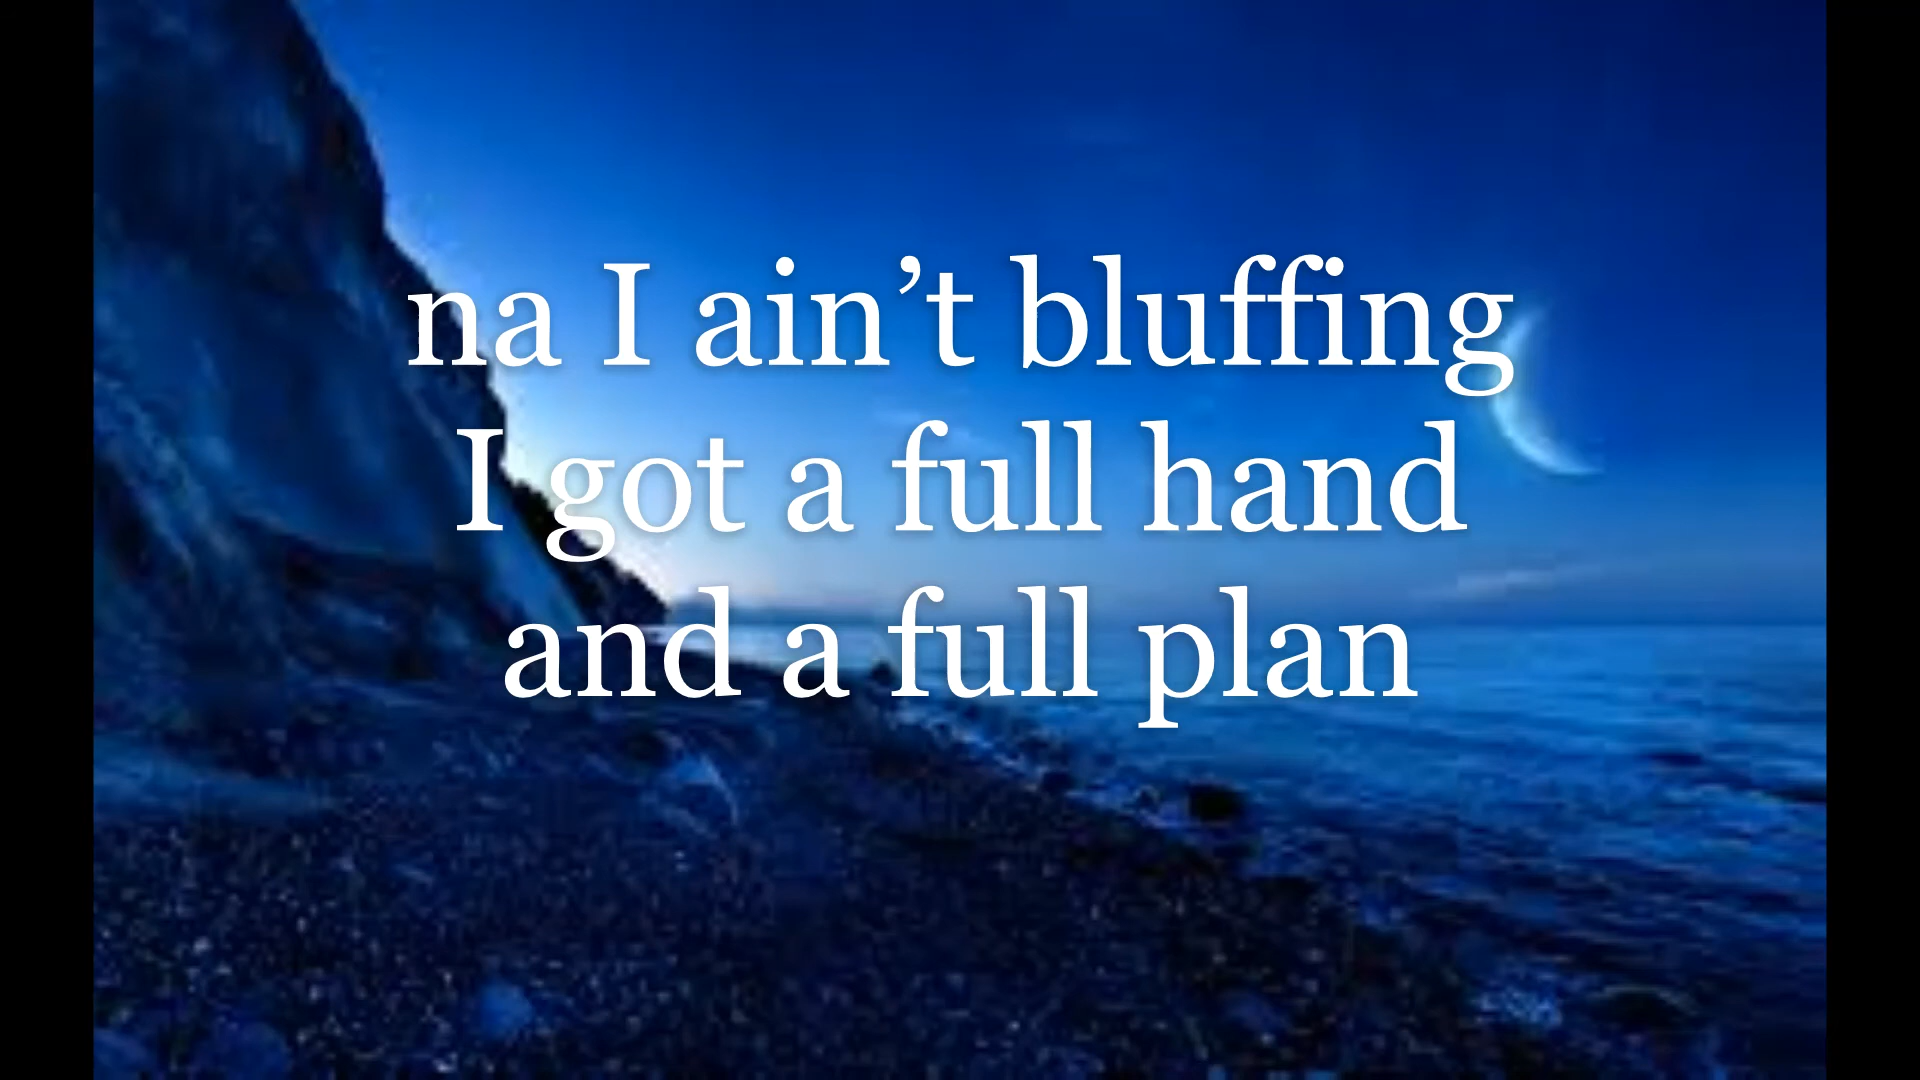 na I ain’t bluffing
I got a full hand
and a full plan